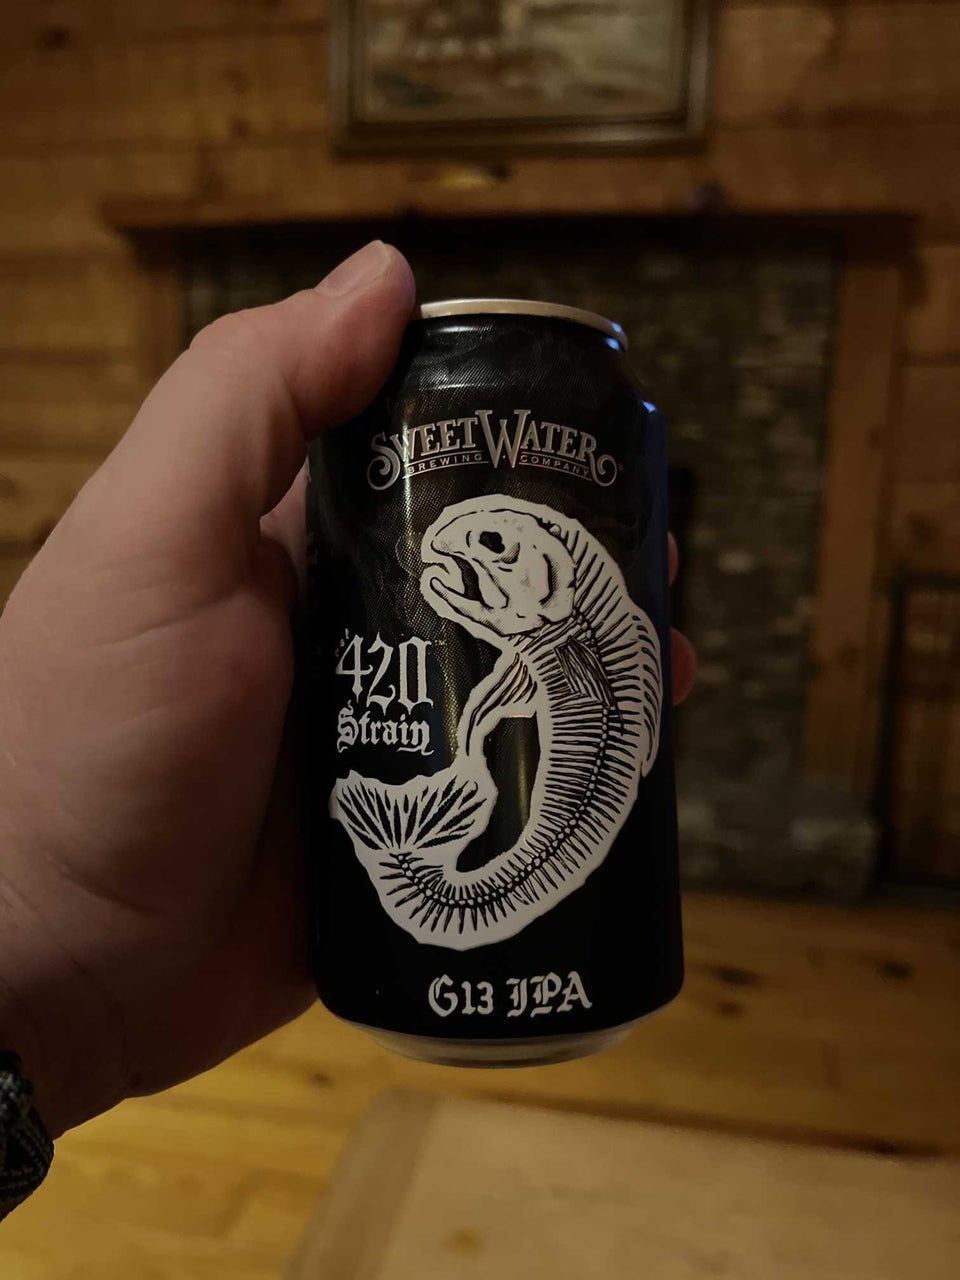 SWEETWATER
BREWING COMPANY
420
Strain
G13 IPA